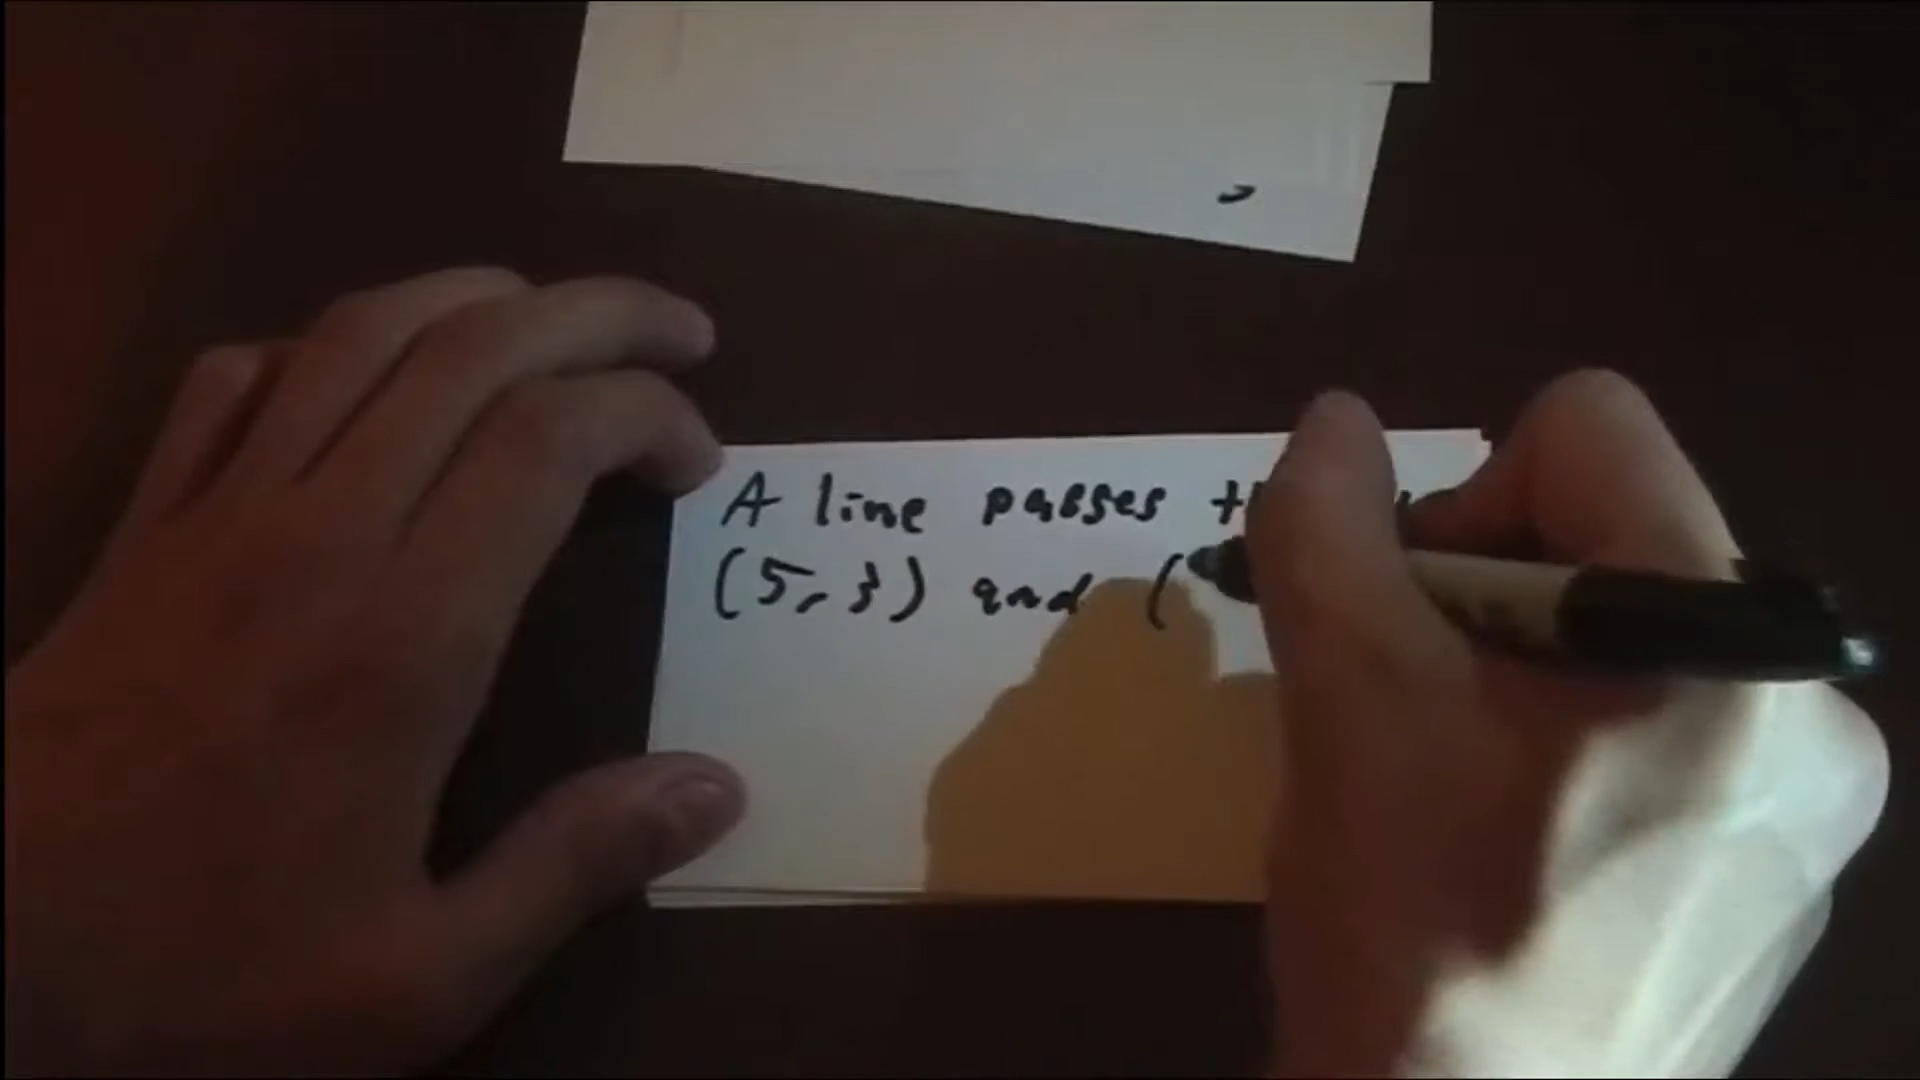 A line passes
(5, 3) and (